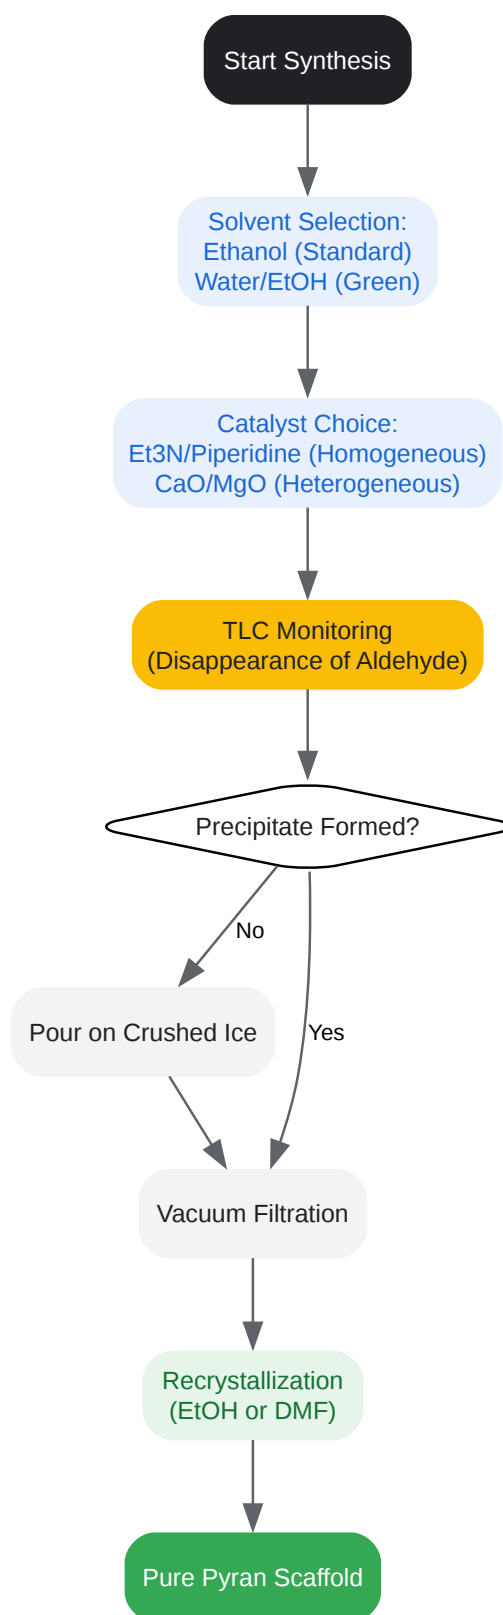 Start Synthesis
Solvent Selection:
Ethanol (Standard)
Water/EtOH (Green)
Catalyst Choice:
Et3N/Piperidine (Homogeneous)
CaO/MgO (Heterogeneous)
TLC Monitoring
(Disappearance of Aldehyde)
Precipitate Formed?
No
Pour on Crushed Ice
Yes
Vacuum Filtration
Recrystallization
(EtOH or DMF)
Pure Pyran Scaffold